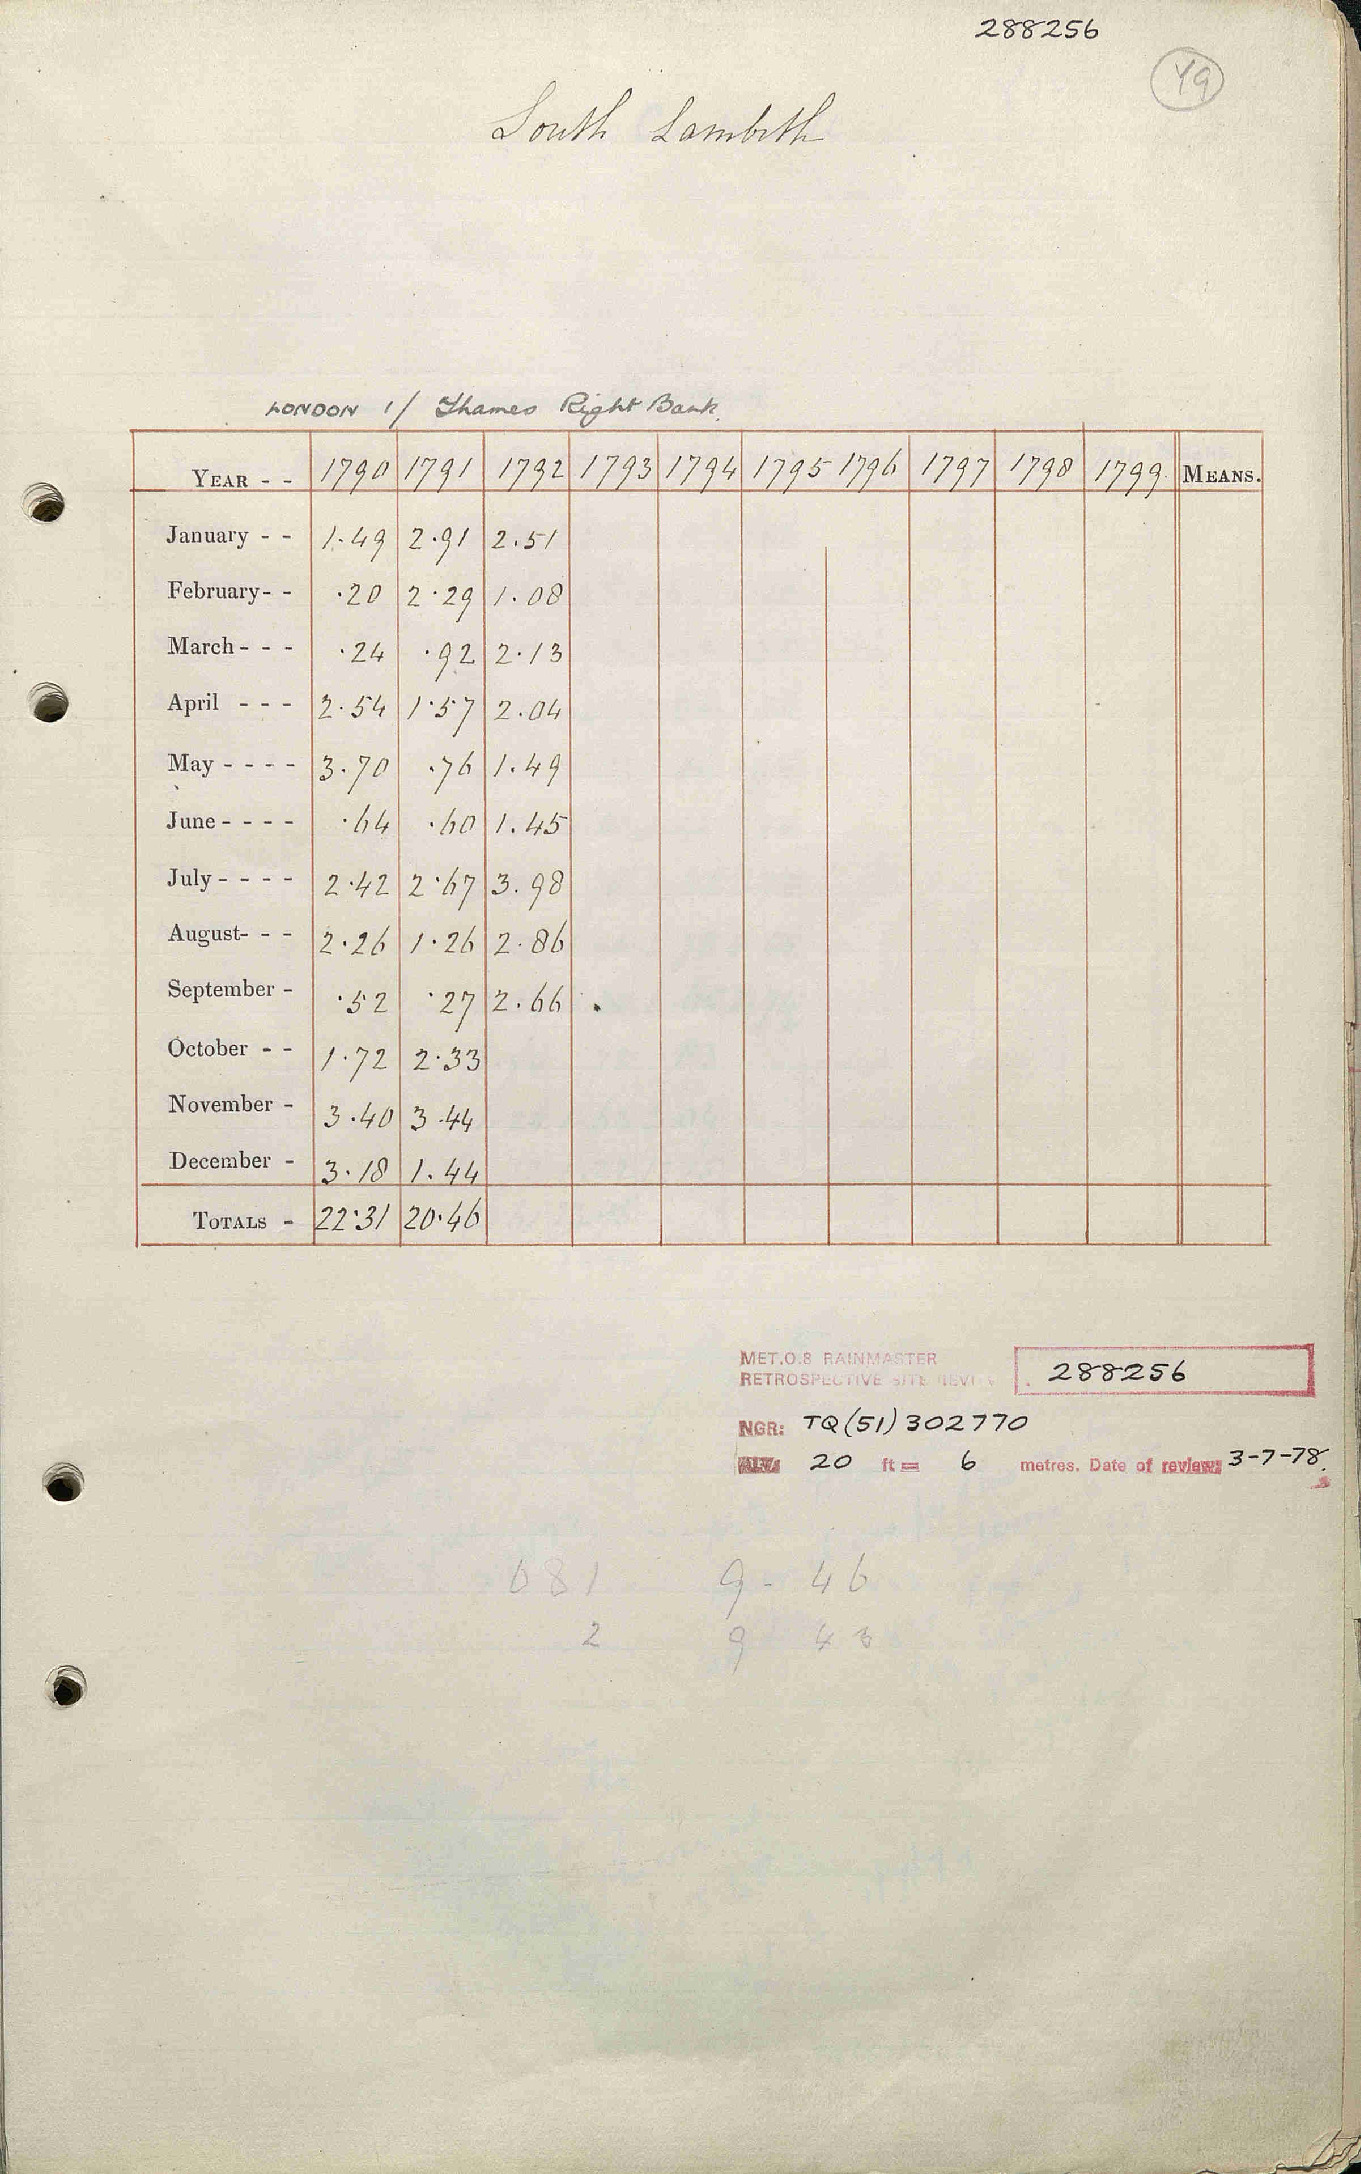 288256
49
South Lambeth
LONDON 1/ Thames Right Bank.
YEAR - - 1790 1791 1792 1793 1794 1795 1796 1797 1798 1799 MEANS.
January - - 1.49 2.91 2.51
February- - .20 2.29 1.08
March- - - .24 .92 2.13
April - - - 2.54 1.57 2.04
May - - - - 3.70 .76 1.49
June - - - - .64 .60 1.45
July - - - - 2.42 2.67 3.98
August- - - 2.26 1.26 2.86
September - .52 .27 2.66
October - - 1.72 2.33
November - 3.40 3.44
December - 3.18 1.44
TOTALS - 22.31 20.46
MET.O.8 RAINMASTER
RETROSPECTIVE SITE REVIEW 288256
NGR: TQ(51)302770
ALT: 20 ft = 6 metres. Date of review: 3-7-78.
681 9 - 46
2 9 43